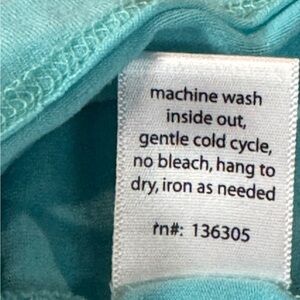 machine wash
inside out,
gentle cold cycle,
no bleach, hang to
dry, iron as needed
rn#: 136305